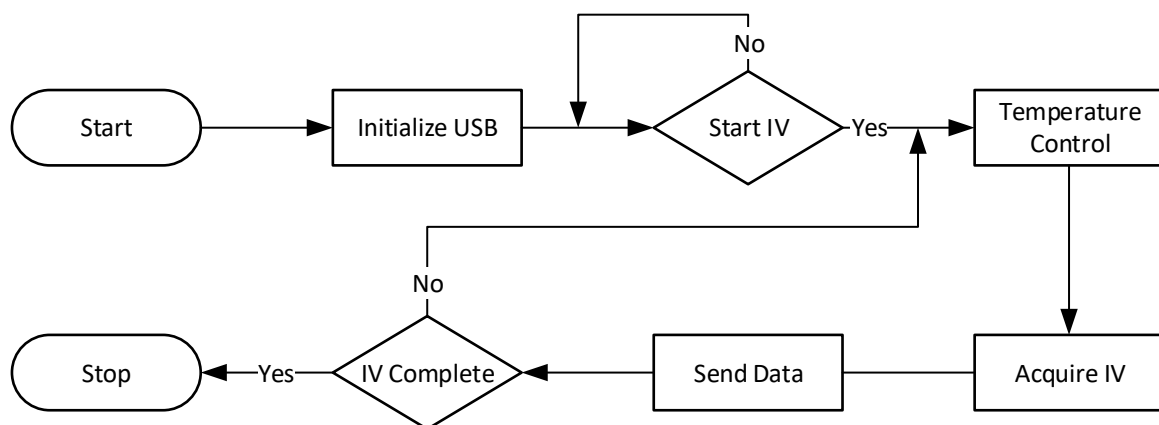 No
Start
Initialize USB
Start IV
Yes
Temperature
Control
No
Stop
Yes
IV Complete
Send Data
Acquire IV